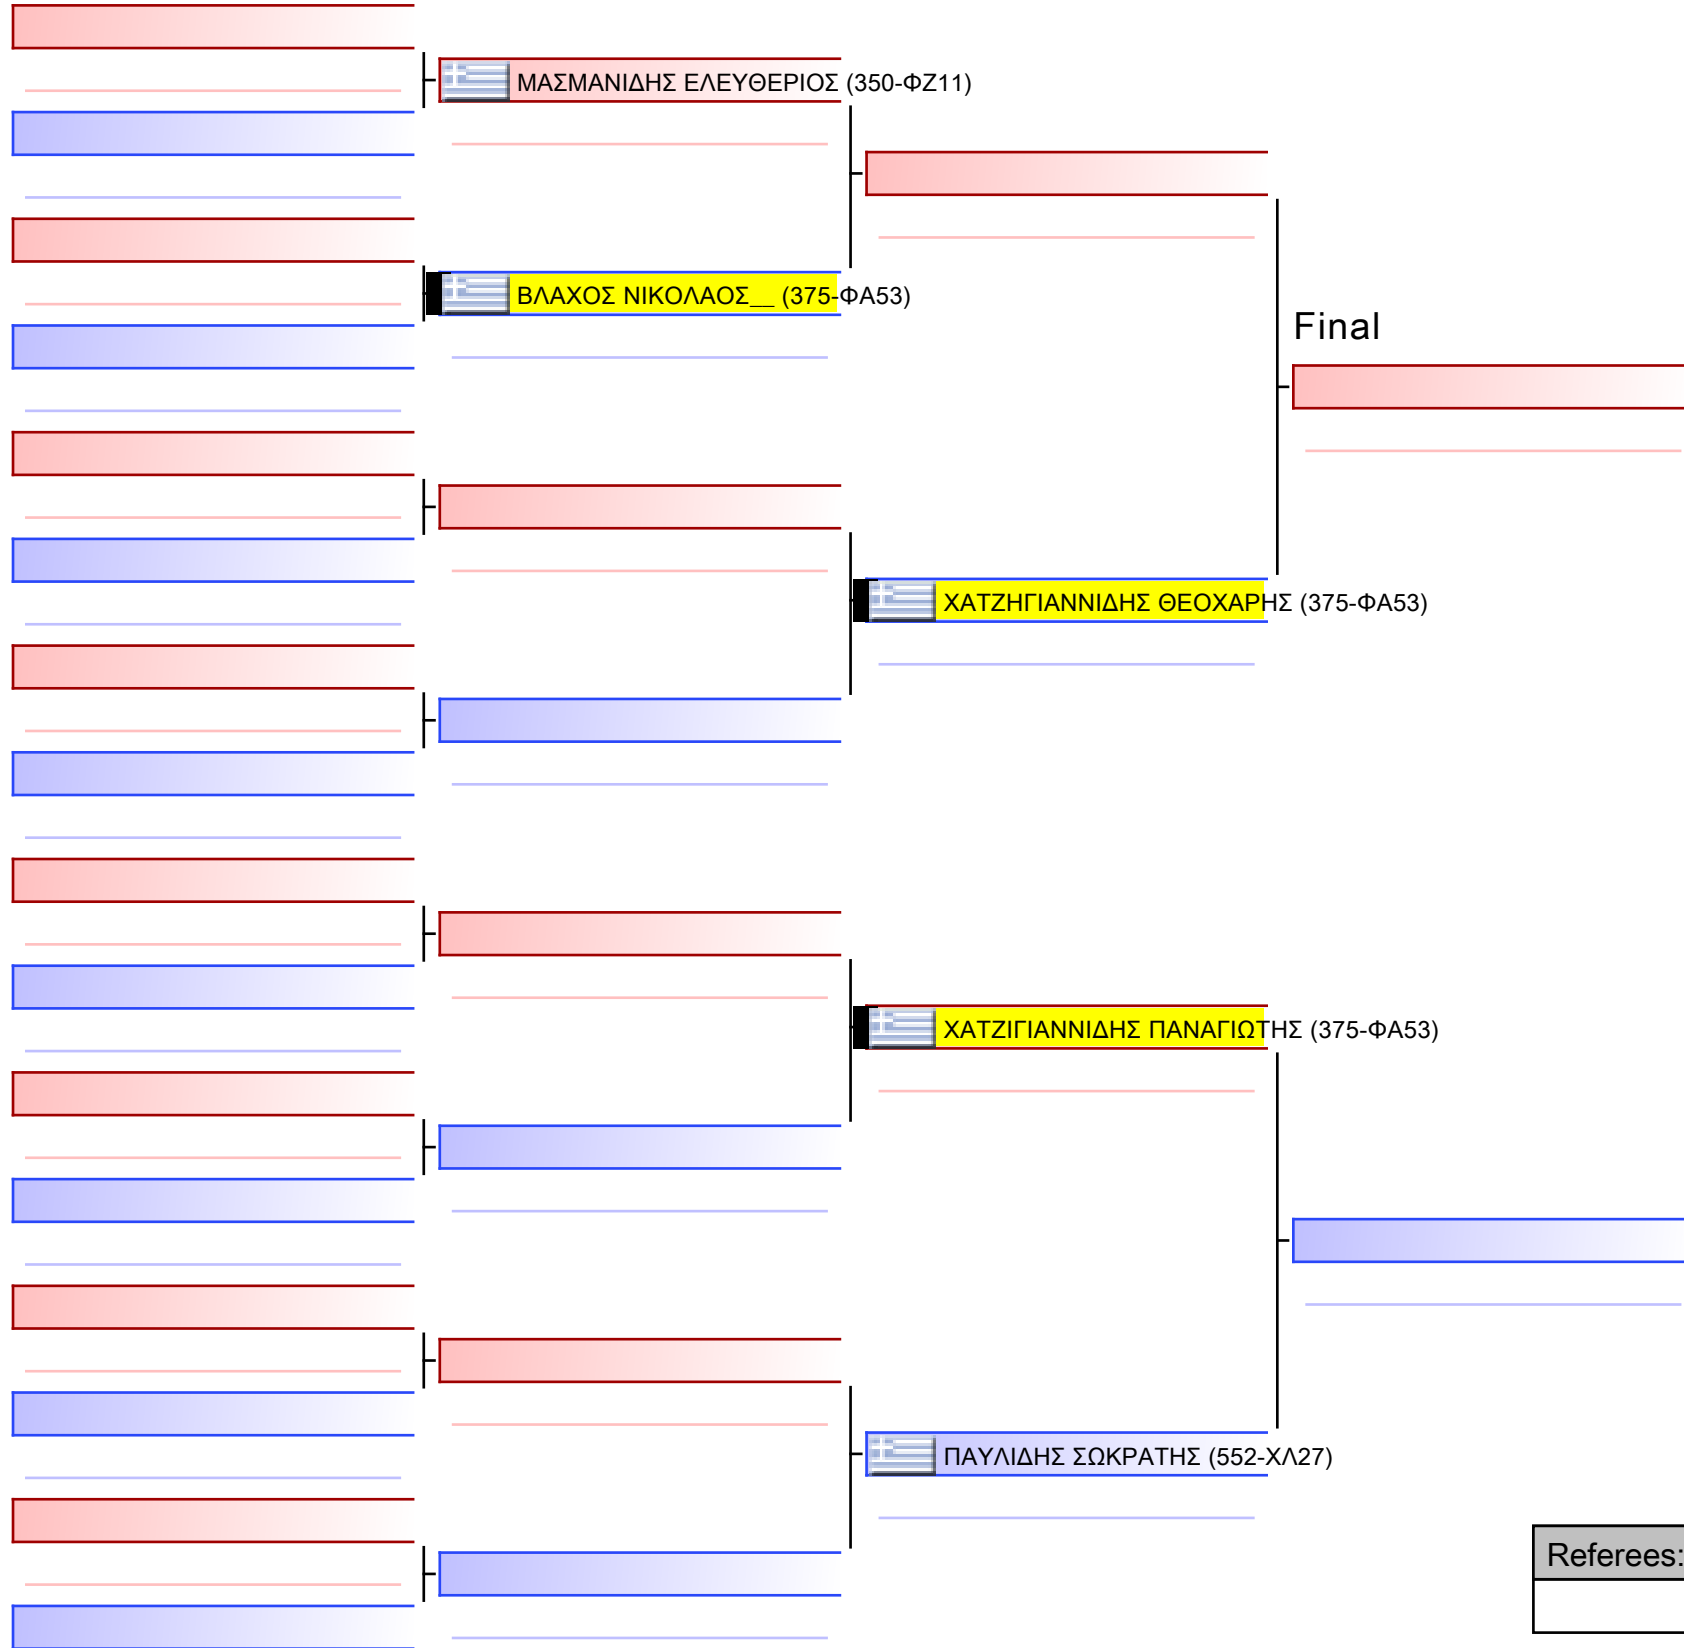 ΜΑΣΜΑΝΙΔΗΣ ΕΛΕΥΘΕΡΙΟΣ (350-ΦΖ11)
ΒΛΑΧΟΣ ΝΙΚΟΛΑΟΣ__ (375-ΦΑ53)
Final
ΧΑΤΖΗΓΙΑΝΝΙΔΗΣ ΘΕΟΧΑΡΗΣ (375-ΦΑ53)
ΧΑΤΖΙΓΙΑΝΝΙΔΗΣ ΠΑΝΑΓΙΩΤΗΣ (375-ΦΑ53)
ΠΑΥΛΙΔΗΣ ΣΩΚΡΑΤΗΣ (552-ΧΛ27)
Referees: